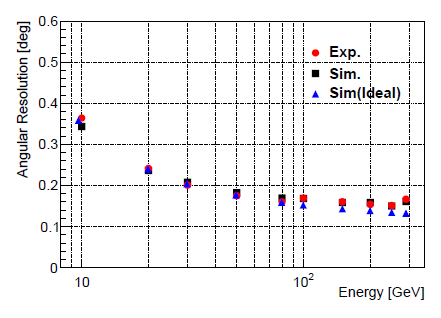 Angular Resolution [deg]
0.6
0.5
0.4
0.3
0.2
0.1
0
Exp.
Sim.
Sim(Ideal)
10
10²
Energy [GeV]